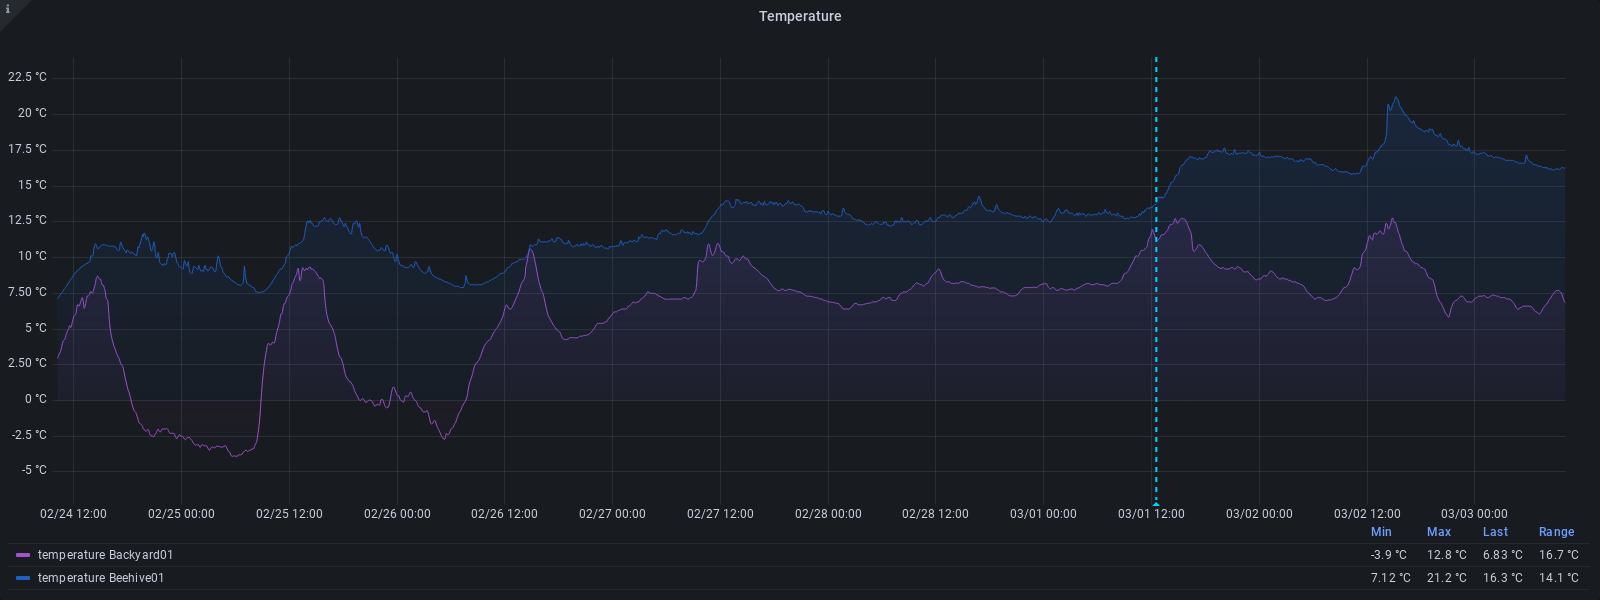 i
Temperature
22.5 °C
20 °C
17.5 °C
15 °C
12.5 °C
10 °C
7.50 °C
5 °C
2.50 °C
0 °C
-2.5 °C
-5 °C
02/24 12:00 02/25 00:00 02/25 12:00 02/26 00:00 02/26 12:00 02/27 00:00 02/27 12:00 02/28 00:00 02/28 12:00 03/01 00:00 03/01 12:00 03/02 00:00 03/02 12:00 03/03 00:00
Min Max Last Range
temperature Backyard01 -3.9 °C 12.8 °C 6.83 °C 16.7 °C
temperature Beehive01 7.12 °C 21.2 °C 16.3 °C 14.1 °C